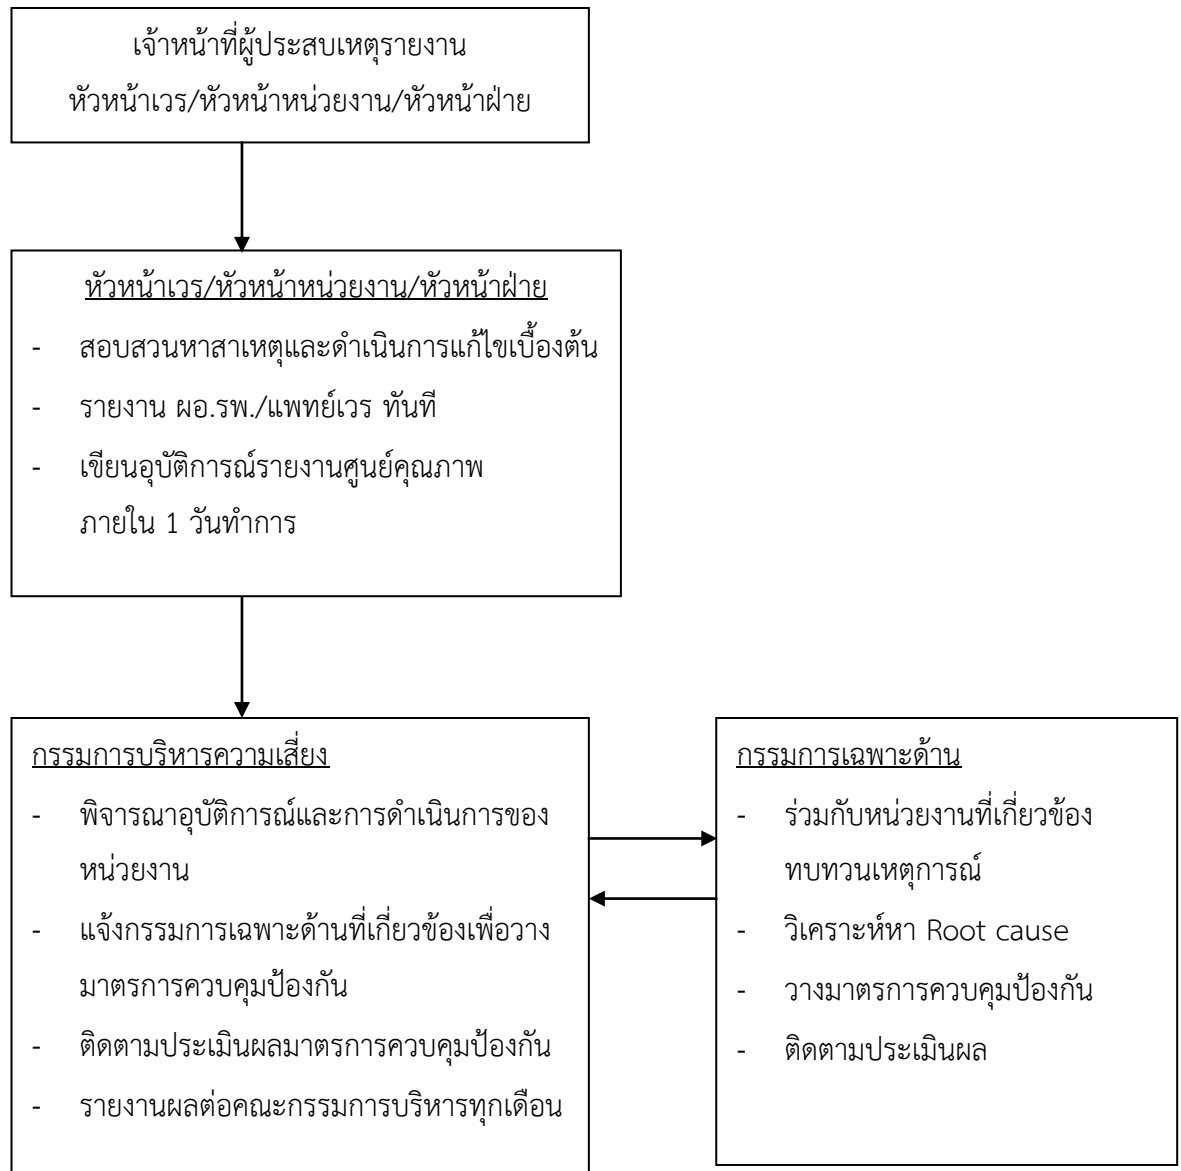 เจ้าหน้าที่ผู้ประสบเหตุรายงาน
หัวหน้าเวร/หัวหน้าหน่วยงาน/หัวหน้าฝ่าย
หัวหน้าเวร/หัวหน้าหน่วยงาน/หัวหน้าฝ่าย
- สอบสวนหาสาเหตุและดำเนินการแก้ไขเบื้องต้น
- รายงาน ผอ.รพ./แพทย์เวร ทันที
- เขียนอุบัติการณ์รายงานศูนย์คุณภาพ
ภายใน 1 วันทำการ
กรรมการบริหารความเสี่ยง
- พิจารณาอุบัติการณ์และการดำเนินการของ
หน่วยงาน
- แจ้งกรรมการเฉพาะด้านที่เกี่ยวข้องเพื่อวาง
มาตรการควบคุมป้องกัน
- ติดตามประเมินผลมาตรการควบคุมป้องกัน
- รายงานผลต่อคณะกรรมการบริหารทุกเดือน
กรรมการเฉพาะด้าน
- ร่วมกับหน่วยงานที่เกี่ยวข้อง
ทบทวนเหตุการณ์
- วิเคราะห์หา Root cause
- วางมาตรการควบคุมป้องกัน
- ติดตามประเมินผล